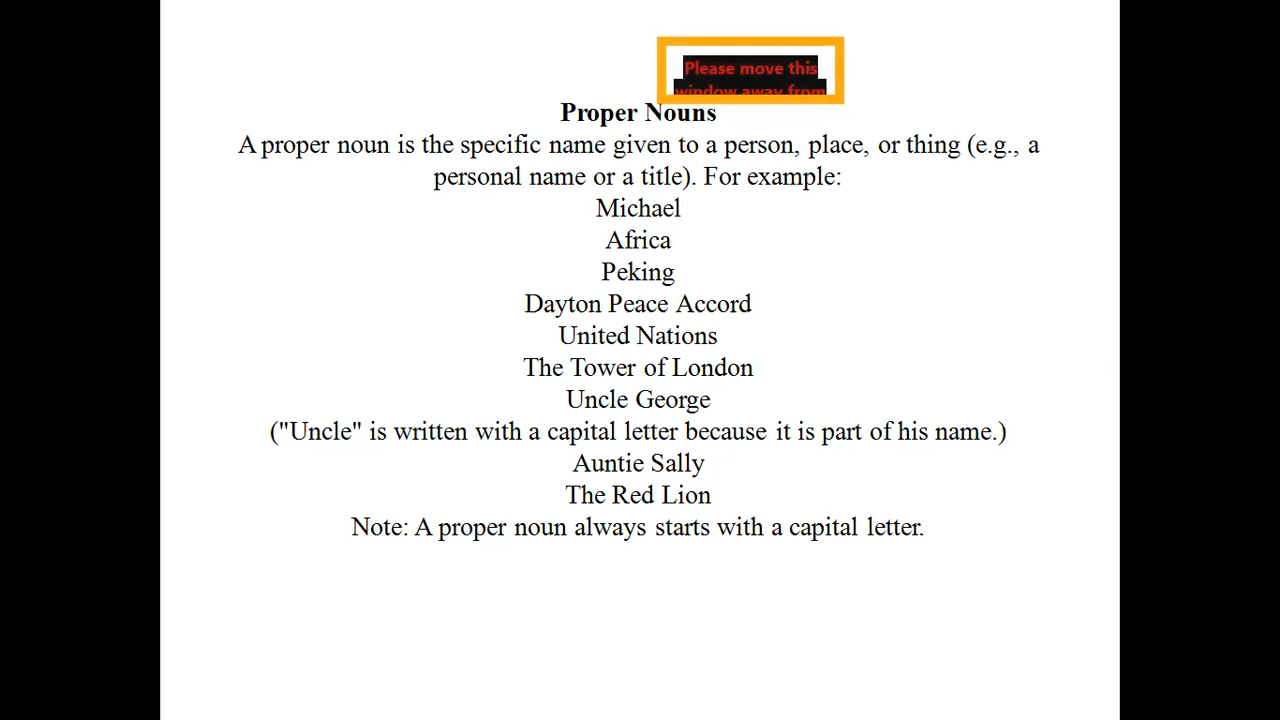 Please move this
window away from
Proper Nouns
A proper noun is the specific name given to a person, place, or thing (e.g., a
personal name or a title). For example:
Michael
Africa
Peking
Dayton Peace Accord
United Nations
The Tower of London
Uncle George
("Uncle" is written with a capital letter because it is part of his name.)
Auntie Sally
The Red Lion
Note: A proper noun always starts with a capital letter.